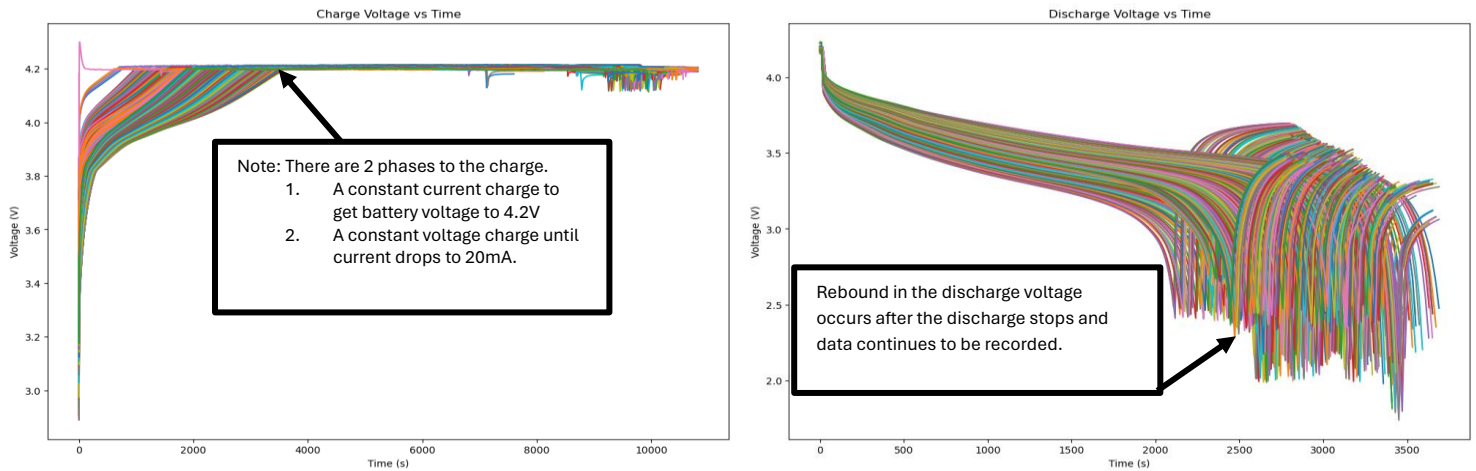 Charge Voltage vs Time
Voltage (V)
4.2
4.0
3.8
3.6
3.4
3.2
3.0
0
2000
4000
6000
8000
10000
Time (s)
Note: There are 2 phases to the charge.
1. A constant current charge to
get battery voltage to 4.2V
2. A constant voltage charge until
current drops to 20mA.
Discharge Voltage vs Time
Voltage (V)
4.0
3.5
3.0
2.5
2.0
0
500
1000
1500
2000
2500
3000
3500
Time (s)
Rebound in the discharge voltage
occurs after the discharge stops and
data continues to be recorded.